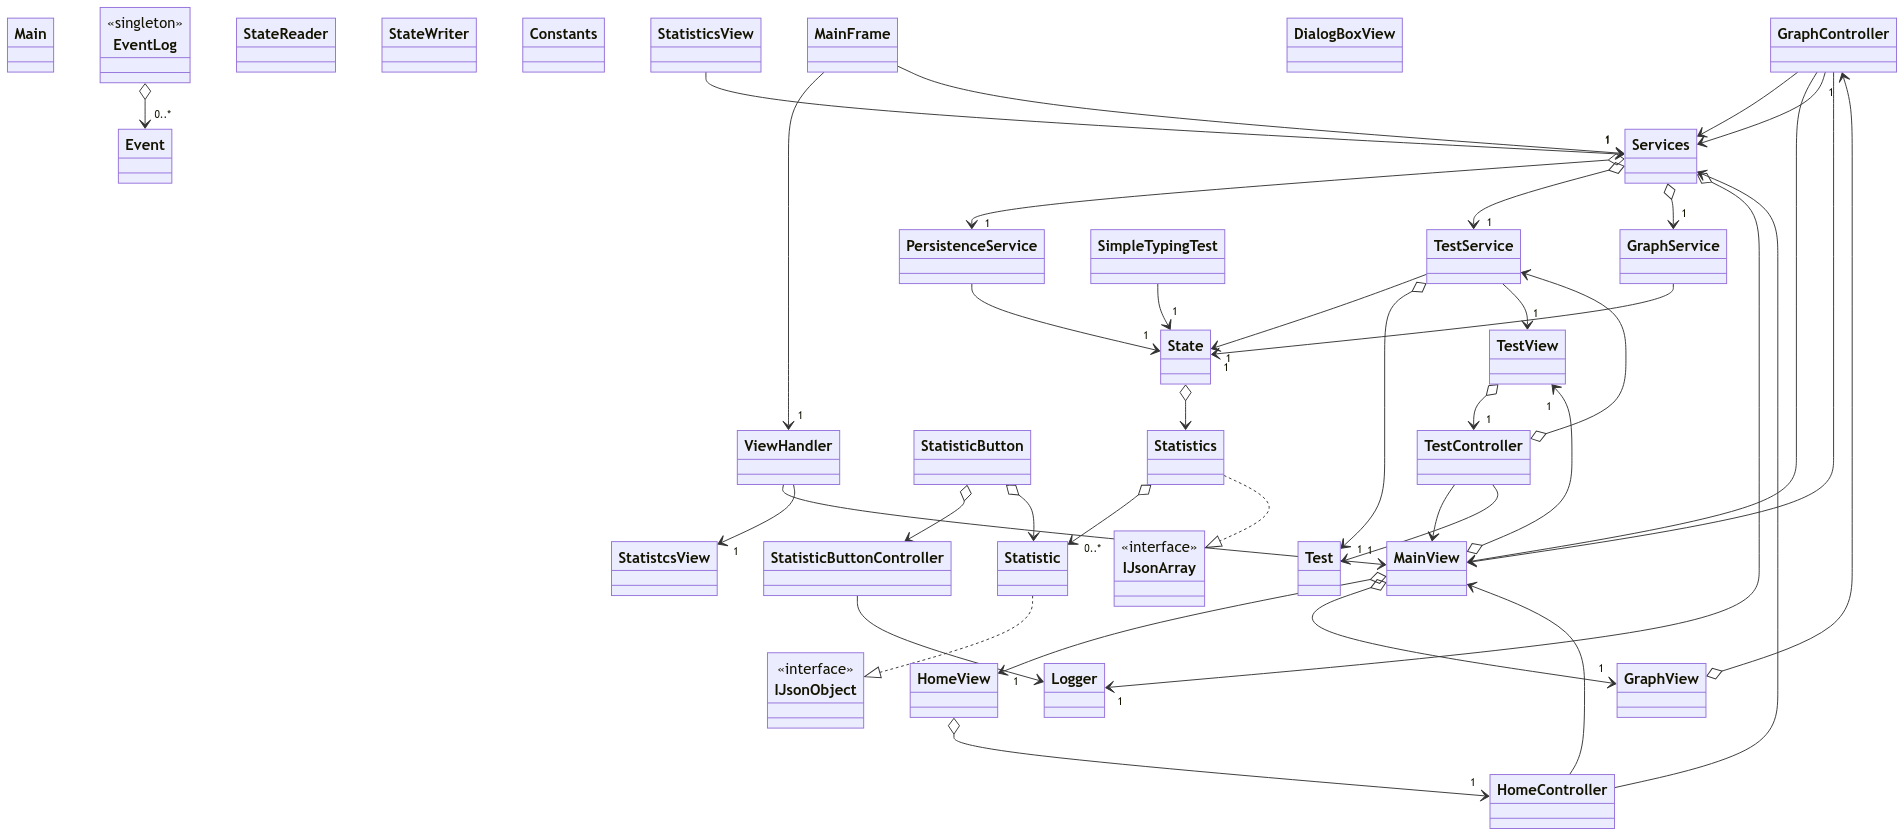 Main
«singleton»
EventLog
StateReader
StateWriter
Constants
StatisticsView
MainFrame
DialogBoxView
GraphController
1
0..*
Event
1
Services
PersistenceService
1
SimpleTypingTest
1
TestService
1
GraphService
1
1
1
State
1
1
1
TestView
1
ViewHandler
StatisticButton
Statistics
1
1
TestController
StatistcsView
1
StatisticButtonController
Statistic
0..*
«interface»
IJsonArray
Test
1
1
MainView
«interface»
IJsonObject
HomeView
1
Logger
1
1
GraphView
1
HomeController